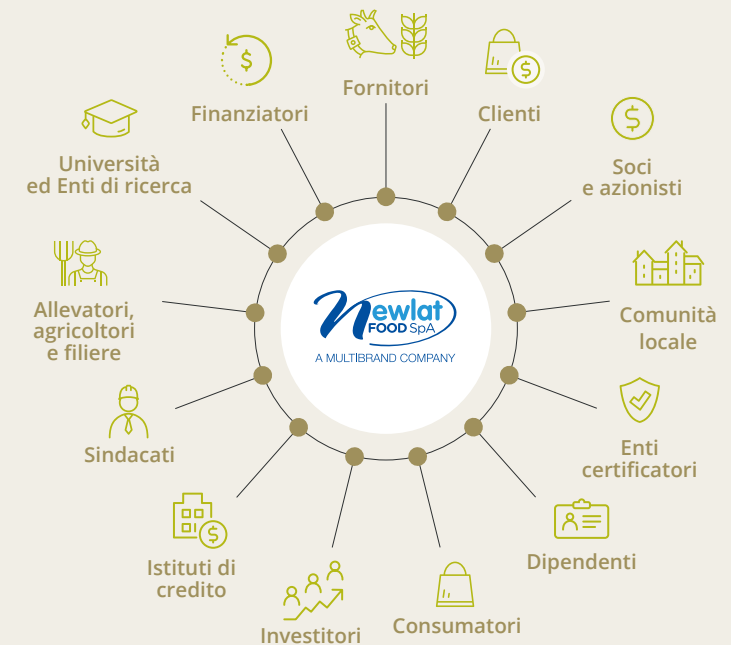 Fornitori
Clienti
Soci
e azionisti
Comunità
locale
Enti
certificatori
Dipendenti
Consumatori
Investitori
Istituti di
credito
Sindacati
Allevatori,
agricoltori
e filiere
Università
ed Enti di ricerca
Finanziatori
Newlat
FOOD SpA
A MULTIBRAND COMPANY